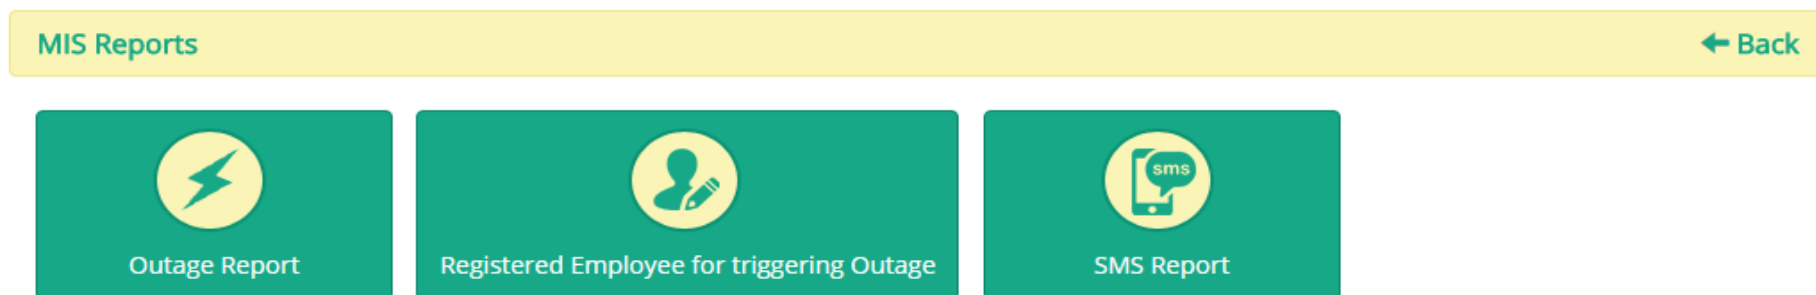 MIS Reports
Back
sms
Outage Report
Registered Employee for triggering Outage
SMS Report